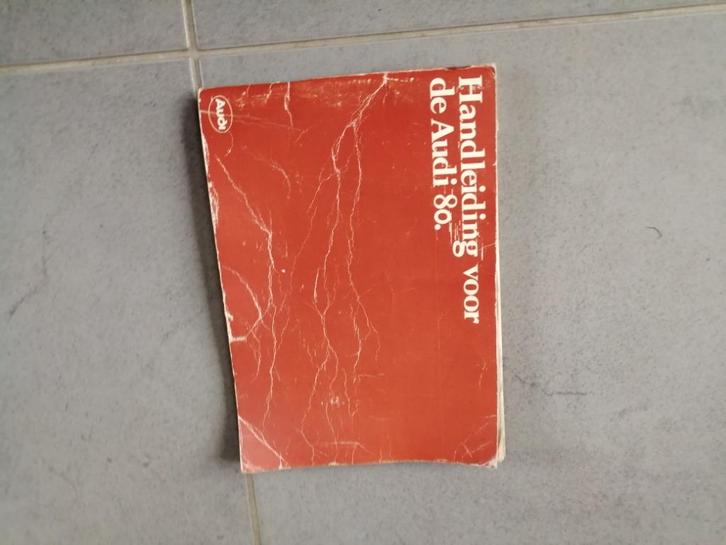 Handleiding voor
de Audi 80.
Audi